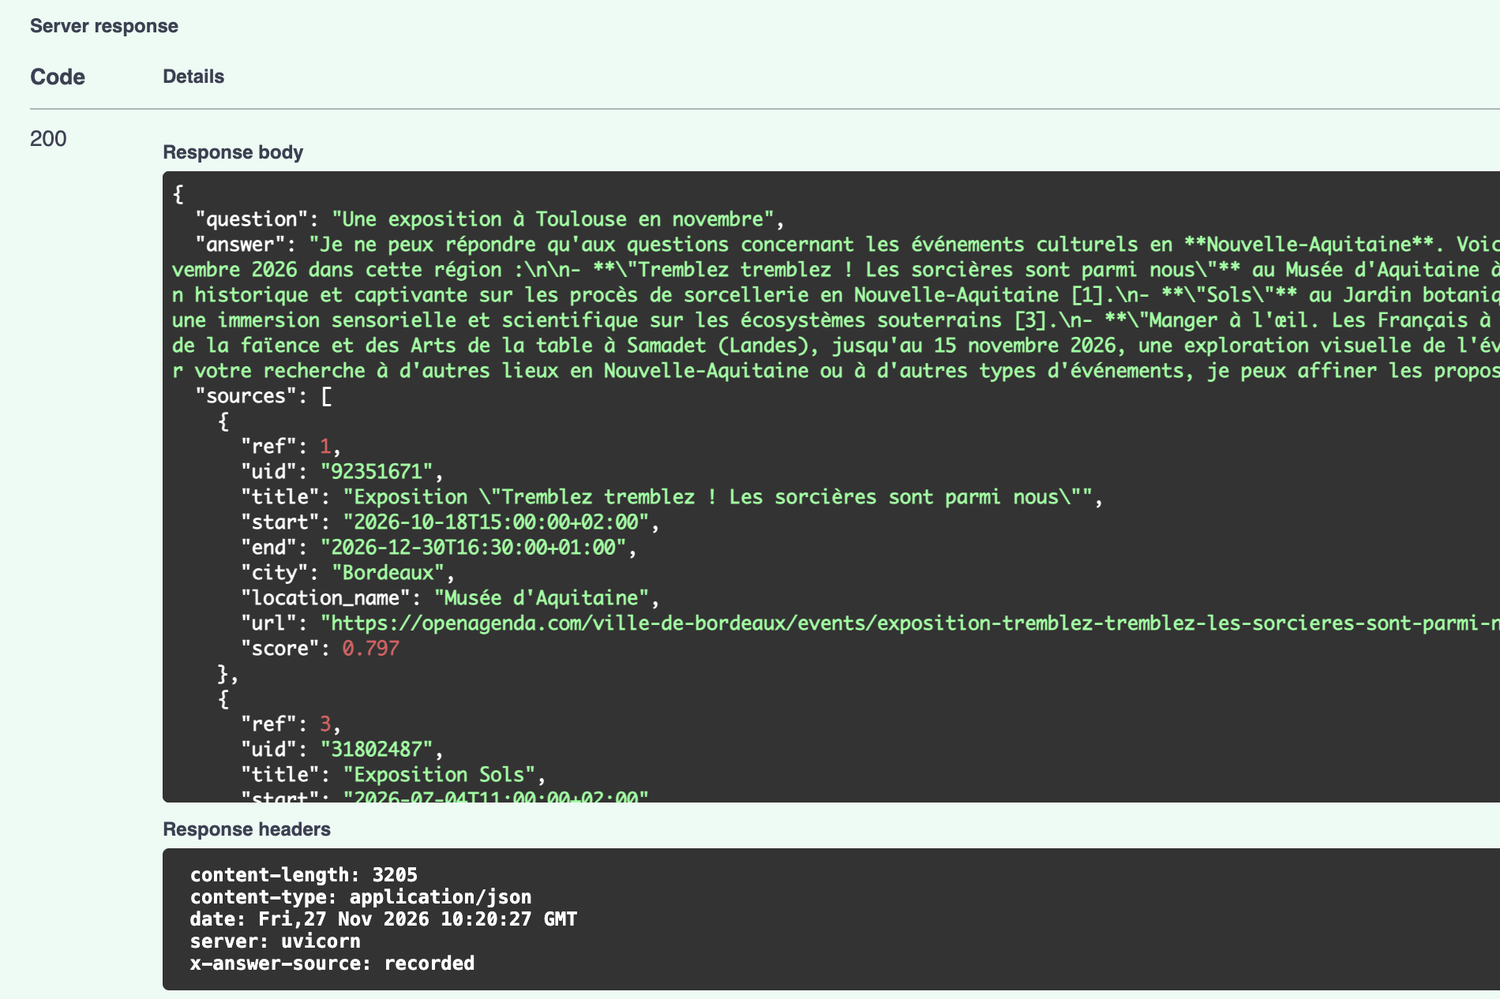 Server response
Code Details
200
Response body
{
"question": "Une exposition à Toulouse en novembre",
"answer": "Je ne peux répondre qu'aux questions concernant les événements culturels en **Nouvelle-Aquitaine**. Voic
vembre 2026 dans cette région :\n\n- **\"Tremblez tremblez ! Les sorcières sont parmi nous\"** au Musée d'Aquitaine à
n historique et captivante sur les procès de sorcellerie en Nouvelle-Aquitaine [1].\n- **\"Sols\"** au Jardin botaniq
une immersion sensorielle et scientifique sur les écosystèmes souterrains [3].\n- **\"Manger à l'œil. Les Français à
de la faïence et des Arts de la table à Samadet (Landes), jusqu'au 15 novembre 2026, une exploration visuelle de l'év
r votre recherche à d'autres lieux en Nouvelle-Aquitaine ou à d'autres types d'événements, je peux affiner les propos
"sources": [
{
"ref": 1,
"uid": "92351671",
"title": "Exposition \"Tremblez tremblez ! Les sorcières sont parmi nous\"",
"start": "2026-10-18T15:00:00+02:00",
"end": "2026-12-30T16:30:00+01:00",
"city": "Bordeaux",
"location_name": "Musée d'Aquitaine",
"url": "https://openagenda.com/ville-de-bordeaux/events/exposition-tremblez-tremblez-les-sorcieres-sont-parmi-n
"score": 0.797
},
{
"ref": 3,
"uid": "31802487",
"title": "Exposition Sols",
"start": "2026-07-04T11:00:00+02:00"
Response headers
content-length: 3205
content-type: application/json
date: Fri,27 Nov 2026 10:20:27 GMT
server: uvicorn
x-answer-source: recorded